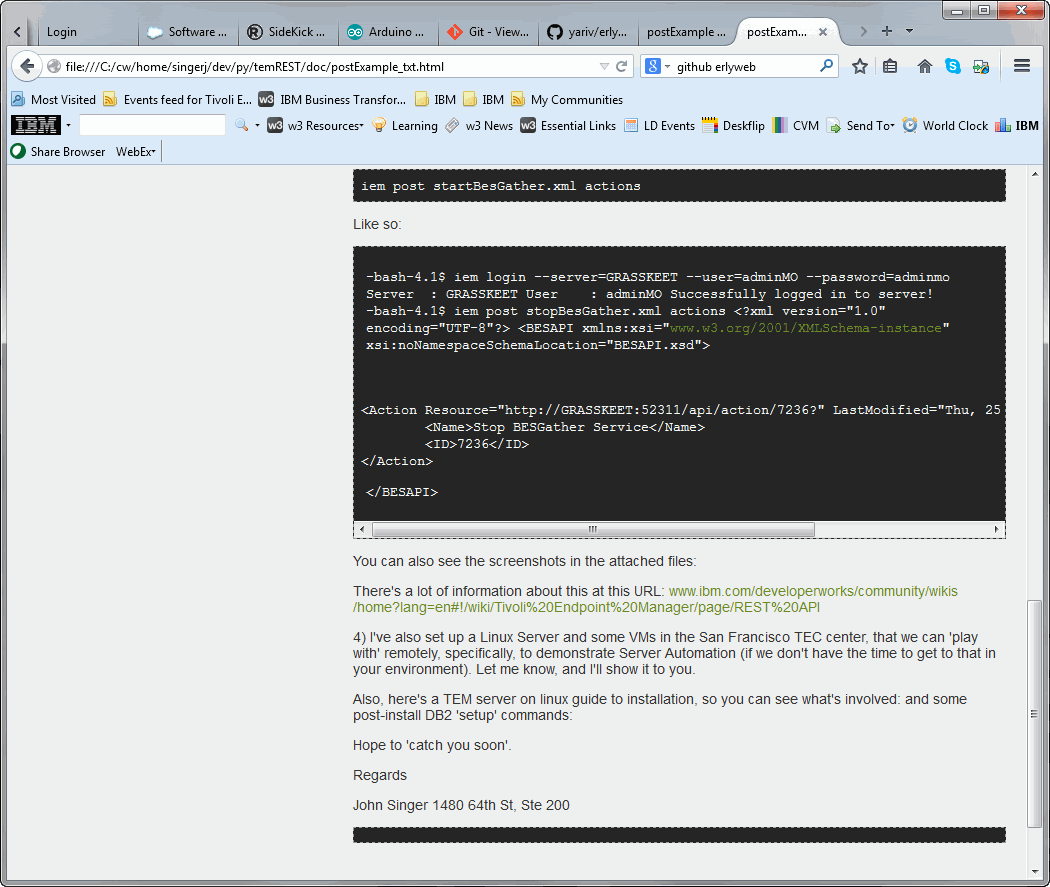 Login
Software ...
SideKick ...
Arduino ...
Git - View...
yariv/erly...
postExample ...
postExam...
file:///C:/cw/home/singerj/dev/py/temREST/doc/postExample_txt.html
github erlyweb
Most Visited
Events feed for Tivoli E...
w3 IBM Business Transfor...
IBM
IBM
My Communities
IBM
w3 w3 Resources
Learning
w3 News
w3 Essential Links
LD Events
Deskflip
CVM
Send To
World Clock
IBM
Share Browser
WebEx
iem post startBesGather.xml actions
Like so:
-bash-4.1$ iem login --server=GRASSKEET --user=adminMO --password=adminmo
Server : GRASSKEET User : adminMO Successfully logged in to server!
-bash-4.1$ iem post stopBesGather.xml actions <?xml version="1.0"
encoding="UTF-8"?> <BESAPI xmlns:xsi="www.w3.org/2001/XMLSchema-instance"
xsi:noNamespaceSchemaLocation="BESAPI.xsd">
<Action Resource="http://GRASSKEET:52311/api/action/7236?" LastModified="Thu, 25
<Name>Stop BESGather Service</Name>
<ID>7236</ID>
</Action>
</BESAPI>
You can also see the screenshots in the attached files:
There's a lot of information about this at this URL: www.ibm.com/developerworks/community/wikis
/home?lang=en#!/wiki/Tivoli%20Endpoint%20Manager/page/REST%20API
4) I've also set up a Linux Server and some VMs in the San Francisco TEC center, that we can 'play
with' remotely, specifically, to demonstrate Server Automation (if we don't have the time to get to that in
your environment). Let me know, and I'll show it to you.
Also, here's a TEM server on linux guide to installation, so you can see what's involved: and some
post-install DB2 'setup' commands:
Hope to 'catch you soon'.
Regards
John Singer 1480 64th St, Ste 200